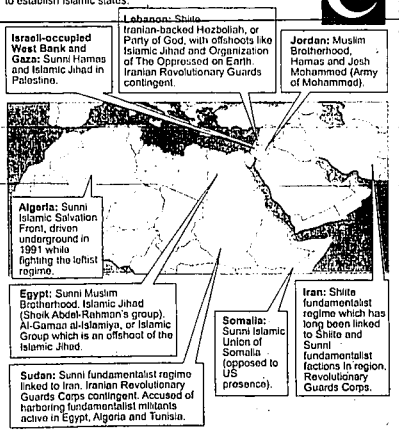 to establish Islamic states.
Israeli-occupied
West Bank and
Gaza: Sunni Hamas
and Islamic Jihad in
Palestine.
Lebanon: Shiite
Iranian-backed Hezbollah, or
Party of God, with offshoots like
Islamic Jihad and Organization
of The Oppressed on Earth.
Iranian Revolutionary Guards
contingent.
Jordan: Muslim
Brotherhood,
Hamas and Jesh
Mohammed (Army
of Mohammed).
Algeria: Sunni
Islamic Salvation
Front, driven
underground in
1991 while
fighting the leftist
regime.
Egypt: Sunni Muslim
Brotherhood. Islamic Jihad
(Sheik Abdel-Rahman's group).
Al-Gamaa al-Islamiya, or Islamic
Group which is an offshoot of the
Islamic Jihad.
Sudan: Sunni fundamentalist regime
linked to Iran. Iranian Revolutionary
Guards Corps contingent. Accused of
harboring fundamentalist militants
active in Egypt, Algeria and Tunisia.
Somalia:
Sunni Islamic
Union of
Somalia
(opposed to
US
presence).
Iran: Shiite
fundamentalist
regime which has
long been linked
to Shiite and
Sunni
fundamentalist
factions in region.
Revolutionary
Guards Corps.